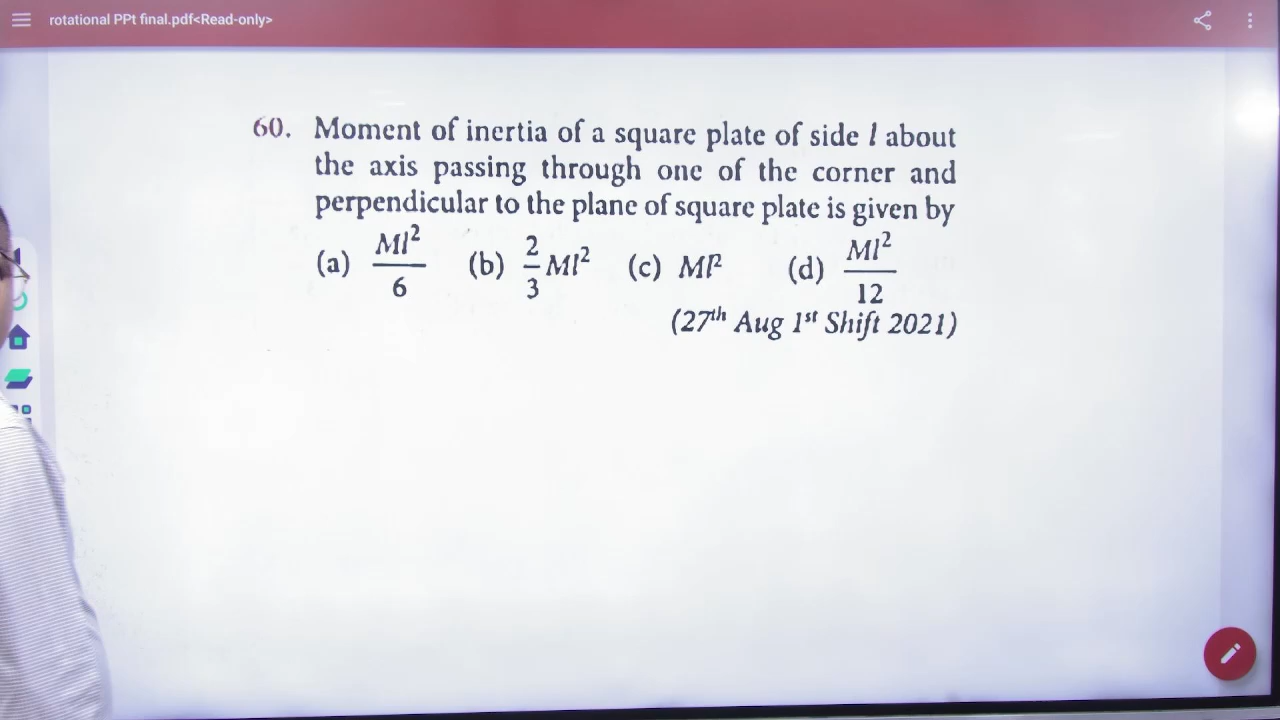 rotational PPt final.pdf<Read-only>
60. Moment of inertia of a square plate of side l about
the axis passing through one of the corner and
perpendicular to the plane of square plate is given by
(a) Ml²/6 (b) 2/3 Ml² (c) Ml² (d) Ml²/12
(27th Aug 1st Shift 2021)